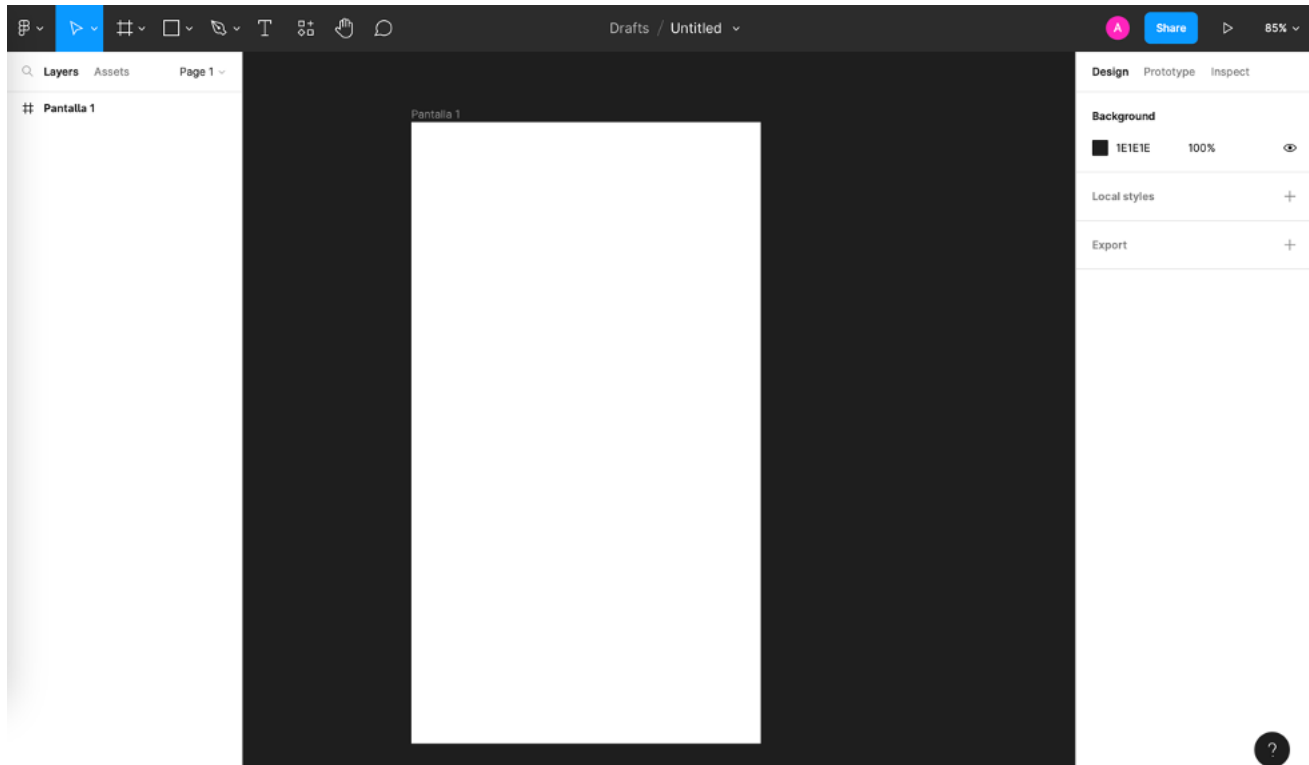 Drafts / Untitled
A
Share
85%
Layers Assets Page 1
Pantalla 1
Pantalla 1
Design Prototype Inspect
Background
1E1E1E 100%
Local styles
Export
?